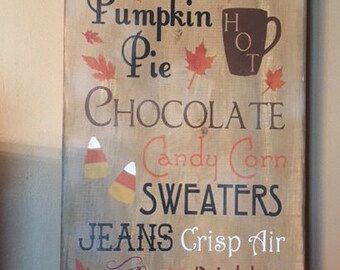 Pumpkin
HOT
Pie
CHOCOLATE
Candy Corn
SWEATERS
JEANS Crisp Air